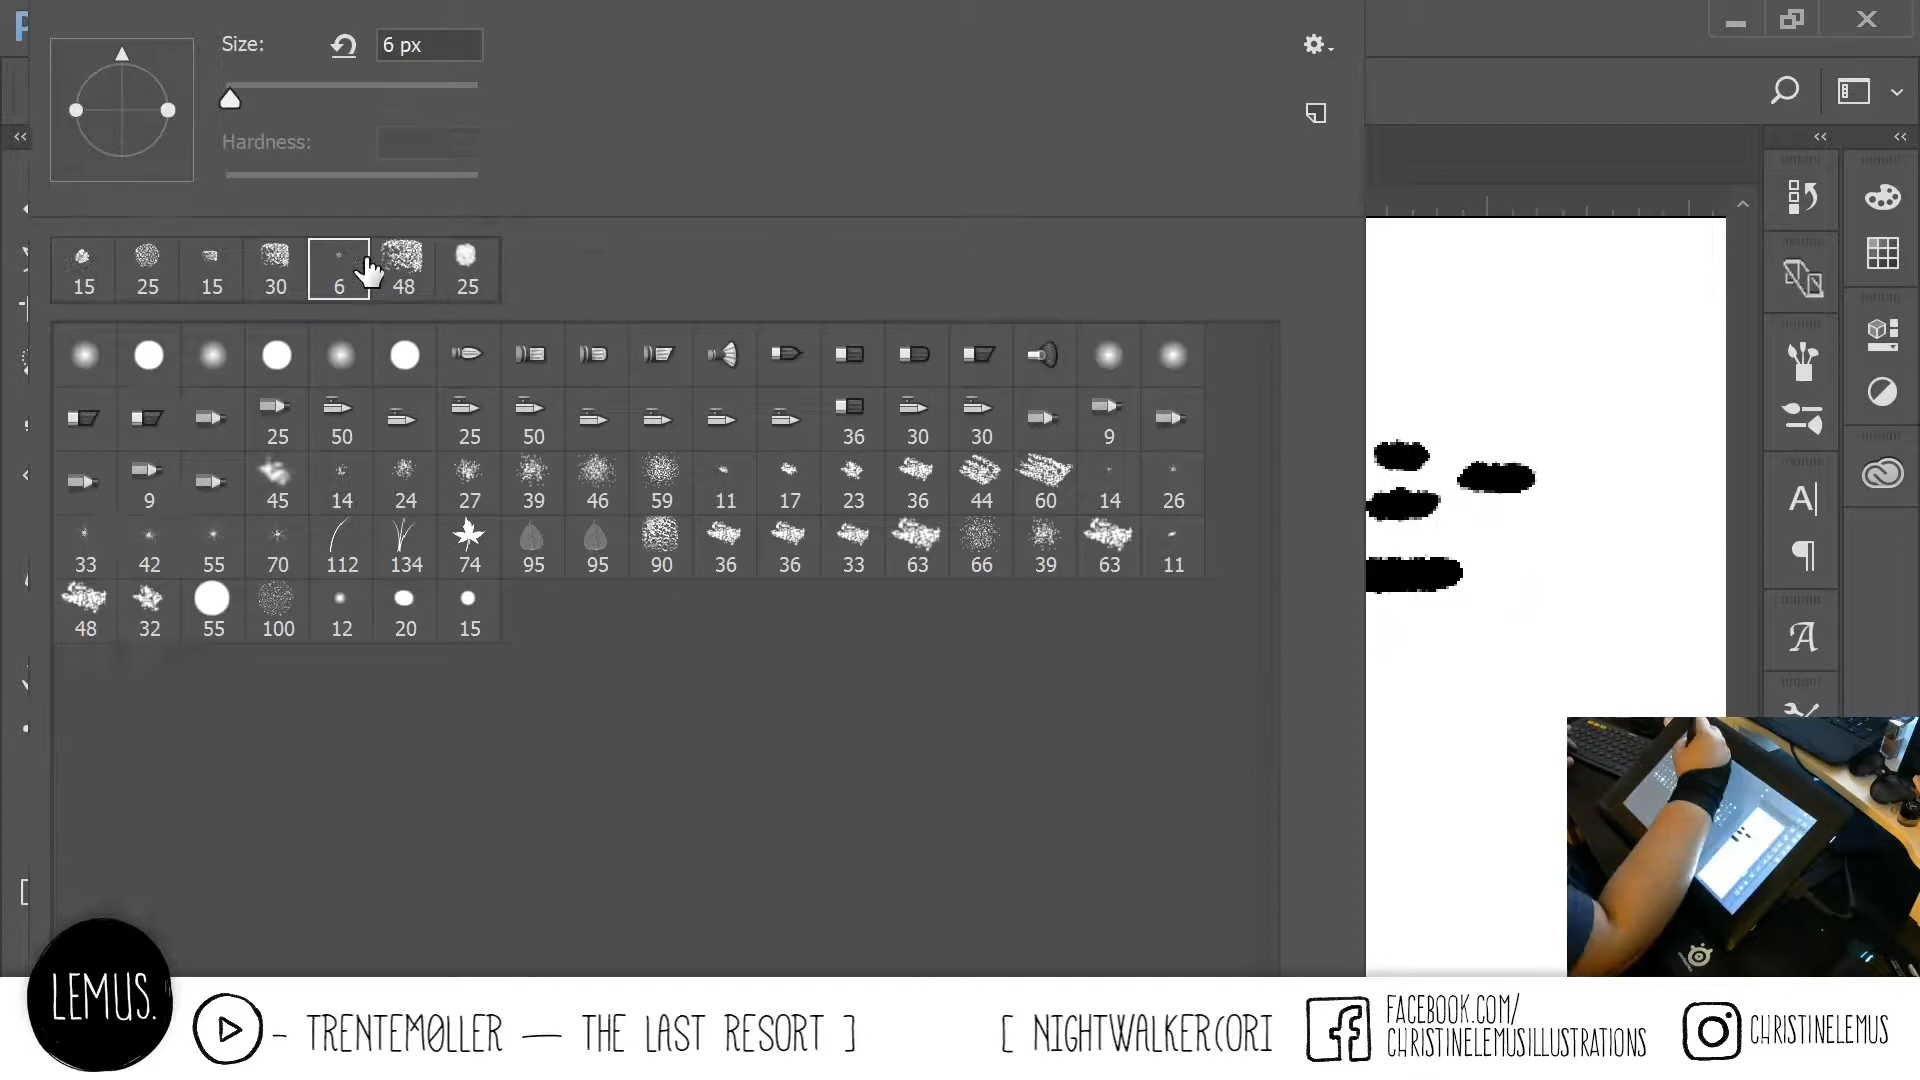 Size:
6 px
Hardness:
15 25 15 30 6 48 25
25 50 25 50 36 30 30 9
9 45 14 24 27 39 46 59 11 17 23 36 44 60 14 26
33 42 55 70 112 134 74 95 95 90 36 36 33 63 66 39 63 11
48 32 55 100 12 20 15
LEMUS.
- TRENTEMØLLER — THE LAST RESORT ]
[ NIGHTWALKER(ORI
FACEBOOK.COM/
CHRISTINELEMUSILLUSTRATIONS
CHRISTINELEMUS